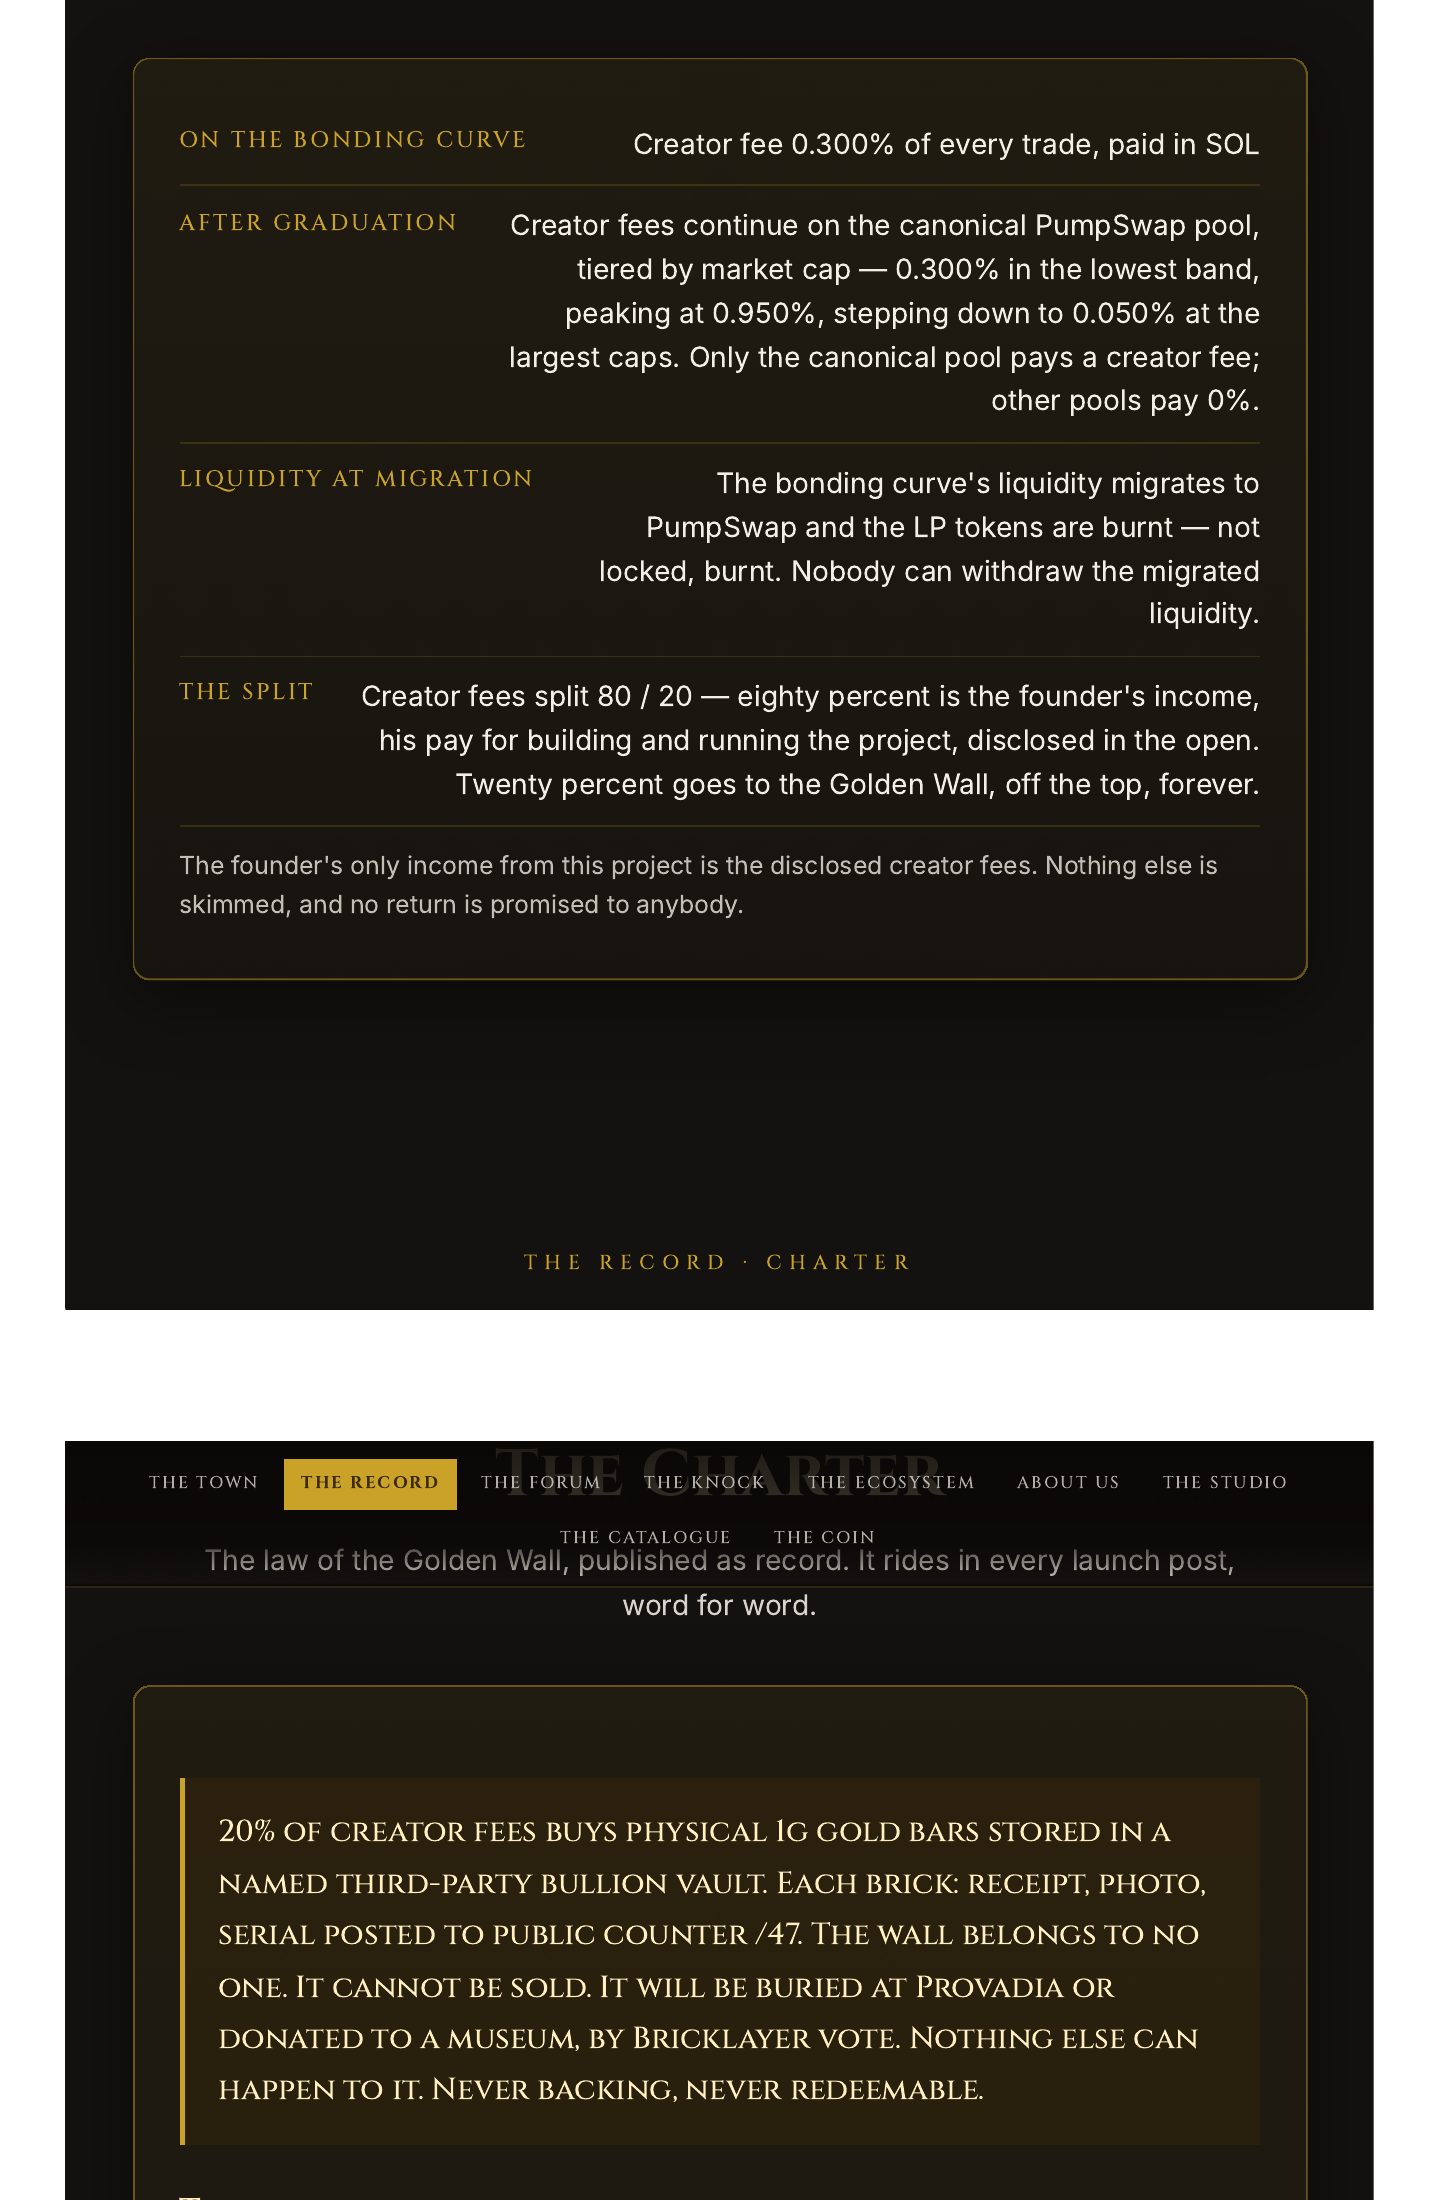 ON THE BONDING CURVE
Creator fee 0.300% of every trade, paid in SOL
AFTER GRADUATION
Creator fees continue on the canonical PumpSwap pool,
tiered by market cap — 0.300% in the lowest band,
peaking at 0.950%, stepping down to 0.050% at the
largest caps. Only the canonical pool pays a creator fee;
other pools pay 0%.
LIQUIDITY AT MIGRATION
The bonding curve's liquidity migrates to
PumpSwap and the LP tokens are burnt — not
locked, burnt. Nobody can withdraw the migrated
liquidity.
THE SPLIT
Creator fees split 80 / 20 — eighty percent is the founder's income,
his pay for building and running the project, disclosed in the open.
Twenty percent goes to the Golden Wall, off the top, forever.
The founder's only income from this project is the disclosed creator fees. Nothing else is
skimmed, and no return is promised to anybody.
THE RECORD · CHARTER
The Charter
THE TOWN THE RECORD THE FORUM THE KNOCK THE ECOSYSTEM ABOUT US THE STUDIO
THE CATALOGUE THE COIN
The law of the Golden Wall, published as record. It rides in every launch post,
word for word.
20% of creator fees buys physical 1g gold bars stored in a
named third-party bullion vault. Each brick: receipt, photo,
serial posted to public counter /47. The wall belongs to no
one. It cannot be sold. It will be buried at Provadia or
donated to a museum, by Bricklayer vote. Nothing else can
happen to it. Never backing, never redeemable.